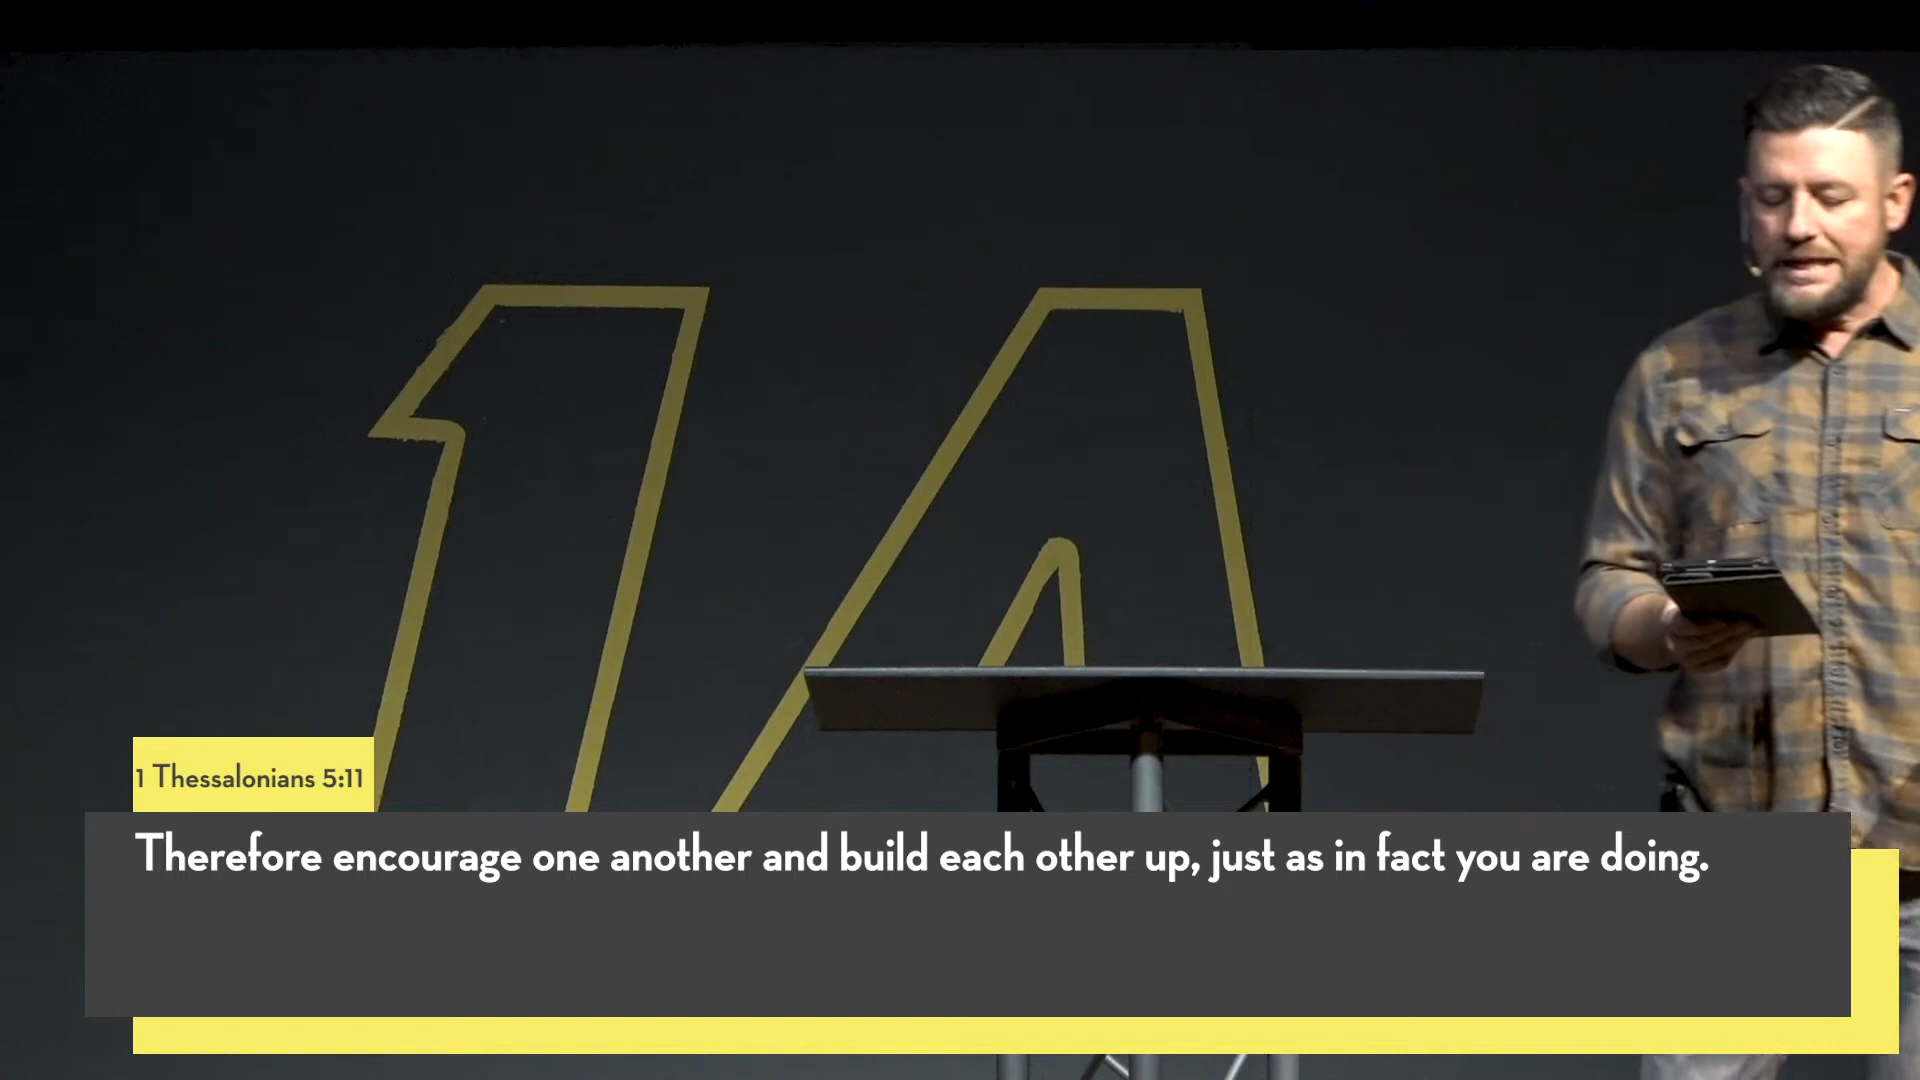 1A
1 Thessalonians 5:11
Therefore encourage one another and build each other up, just as in fact you are doing.